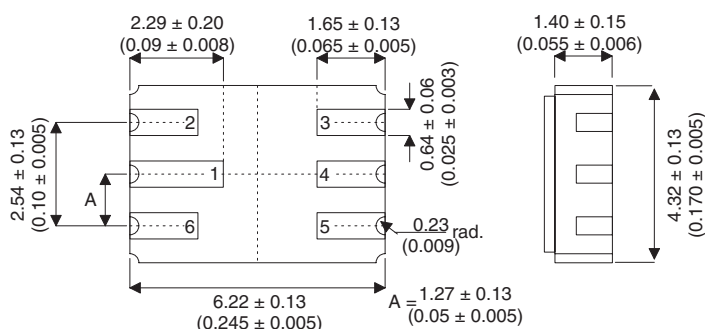 2.29 ± 0.20
(0.09 ± 0.008)
1.65 ± 0.13
(0.065 ± 0.005)
1.40 ± 0.15
(0.055 ± 0.006)
2
3
0.64 ± 0.06
(0.025 ± 0.003)
2.54 ± 0.13
(0.10 ± 0.005)
A
1
4
4.32 ± 0.13
(0.170 ± 0.005)
6
5
0.23 rad.
(0.009)
6.22 ± 0.13
(0.245 ± 0.005)
A = 1.27 ± 0.13
(0.05 ± 0.005)